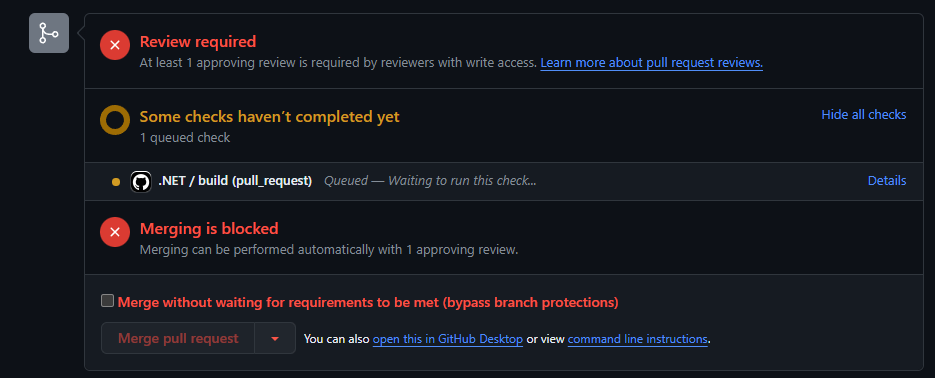 Review required
At least 1 approving review is required by reviewers with write access. Learn more about pull request reviews.
Some checks haven’t completed yet
Hide all checks
1 queued check
.NET / build (pull_request) Queued — Waiting to run this check...
Details
Merging is blocked
Merging can be performed automatically with 1 approving review.
Merge without waiting for requirements to be met (bypass branch protections)
Merge pull request
You can also open this in GitHub Desktop or view command line instructions.